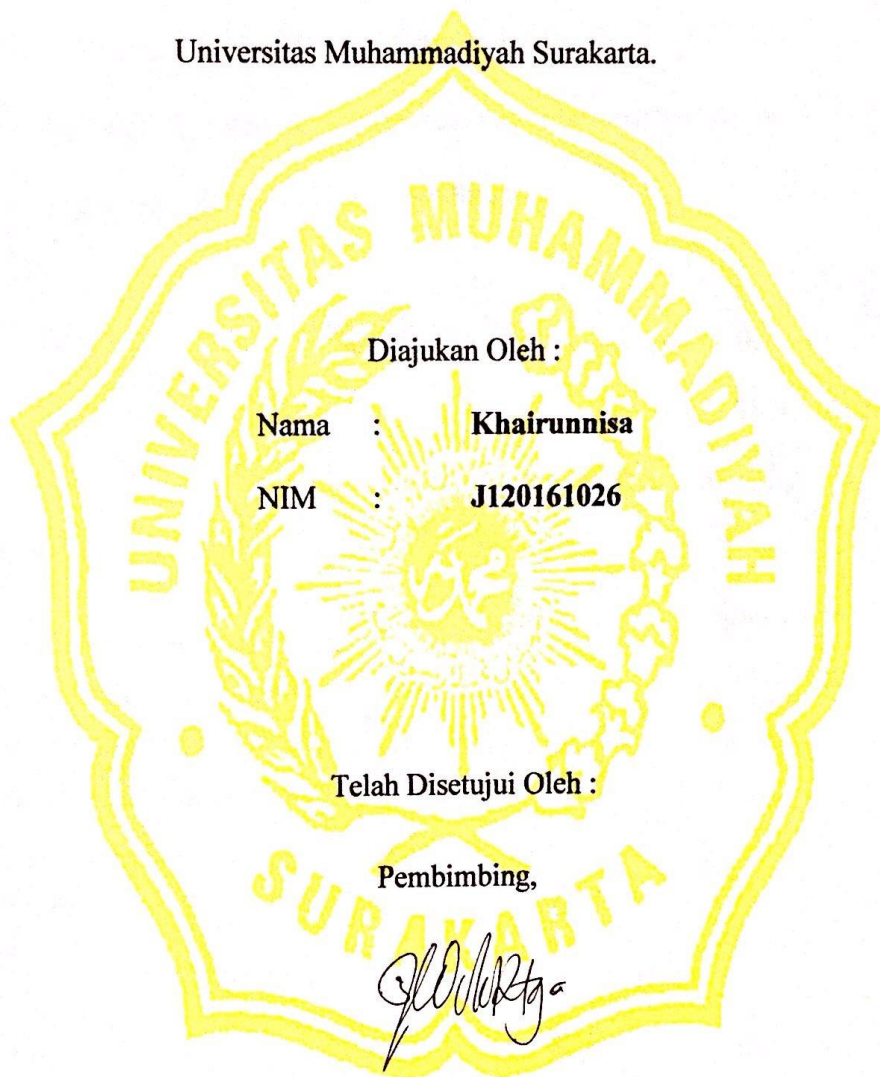 Universitas Muhammadiyah Surakarta.
UNIVERSITAS MUHAMMADIYAH
Diajukan Oleh :
Nama : Khairunnisa
NIM : J120161026
Telah Disetujui Oleh :
Pembimbing,
SURAKARTA